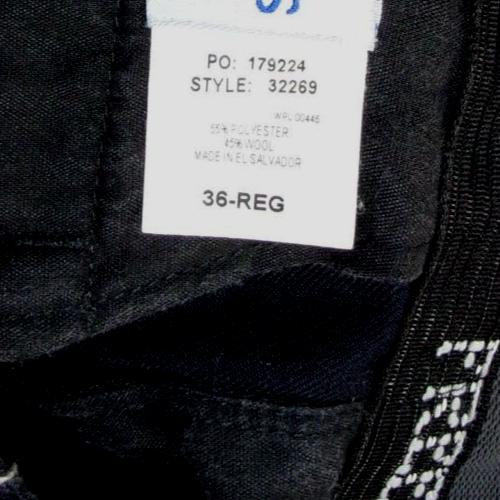 PO: 179224
STYLE: 32269
WPL 00446
55% POLYESTER
45% WOOL
MADE IN EL SALVADOR
36-REG